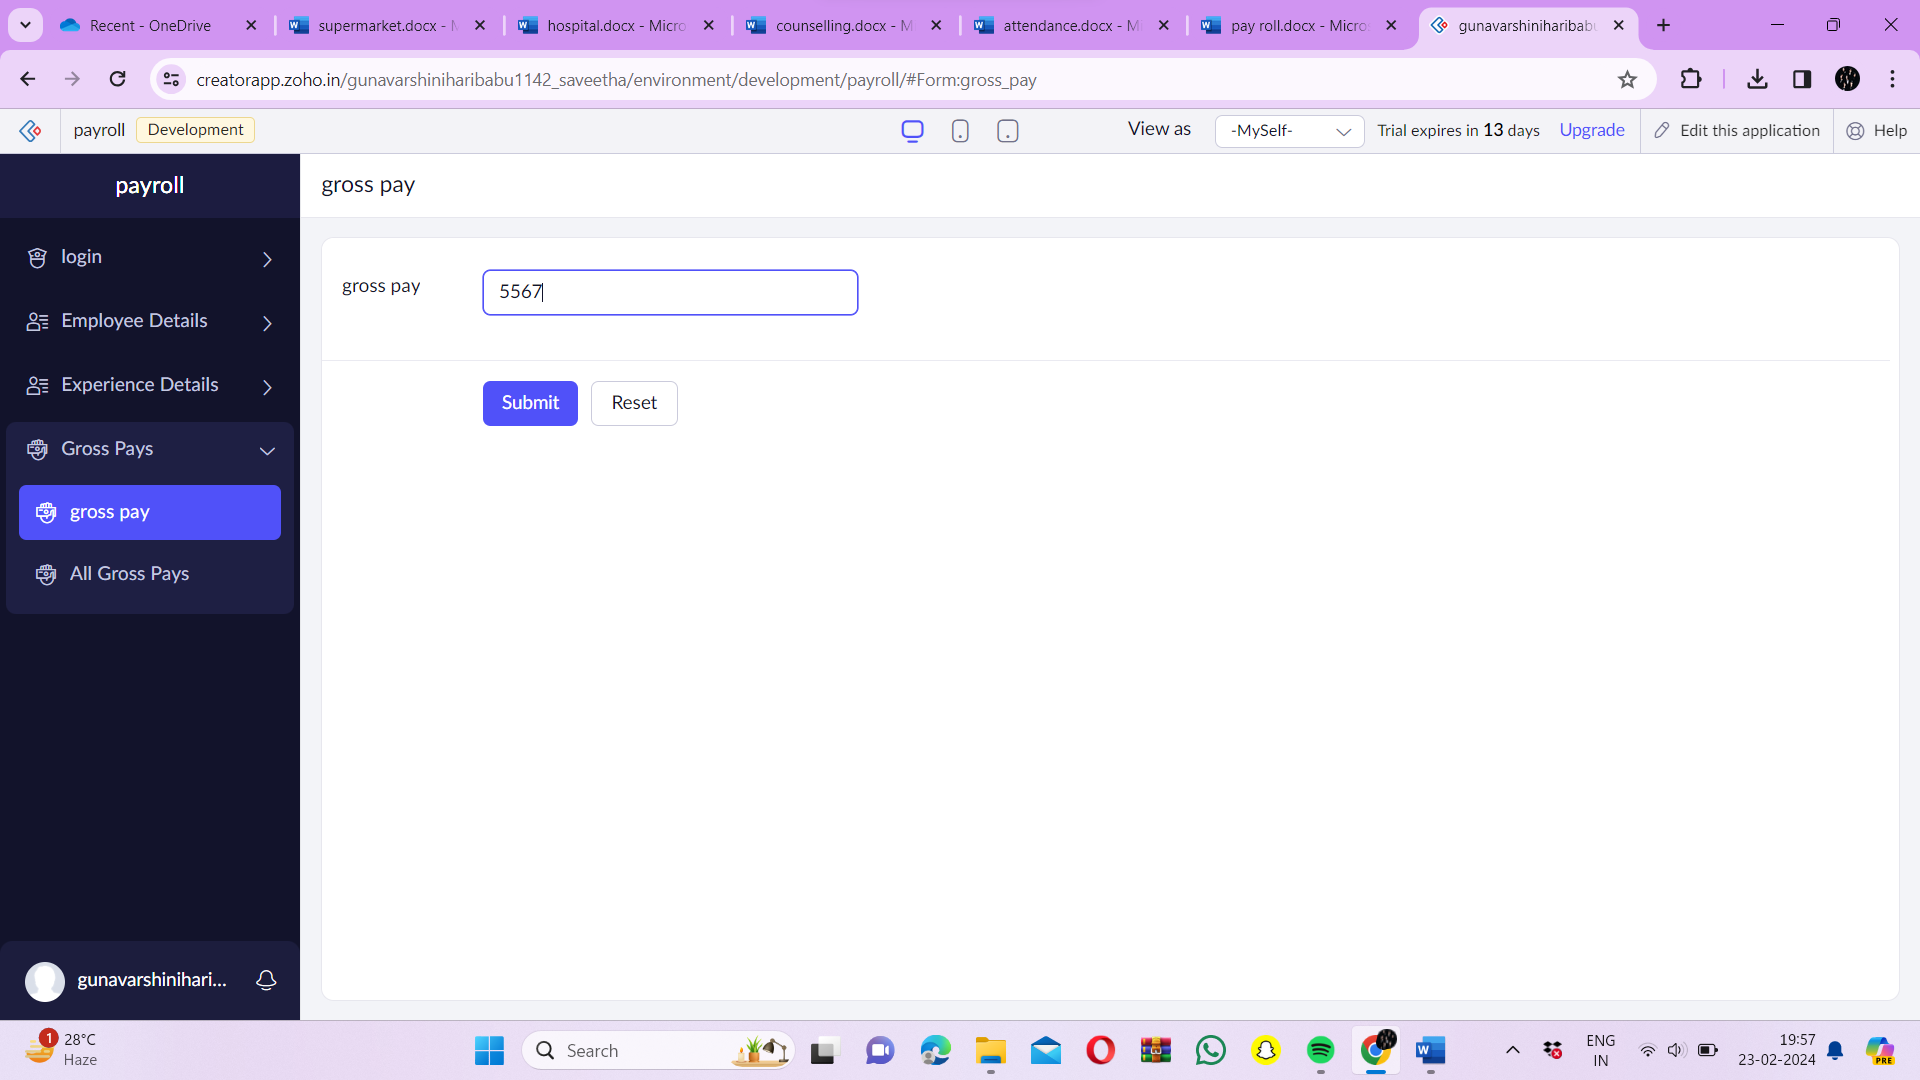 Recent - OneDrive
supermarket.docx - M
hospital.docx - Micro
counselling.docx - M
attendance.docx - Mi
pay roll.docx - Micro
gunavarshiniharibabu
creatorapp.zoho.in/gunavarshiniharibabu1142_saveetha/environment/development/payroll/#Form:gross_pay
payroll
Development
View as
-MySelf-
Trial expires in 13 days
Upgrade
Edit this application
Help
payroll
login
Employee Details
Experience Details
Gross Pays
gross pay
All Gross Pays
gunavarshinihari...
gross pay
gross pay
5567
Submit
Reset
1
28°C
Haze
Search
ENG
IN
19:57
23-02-2024
PRE